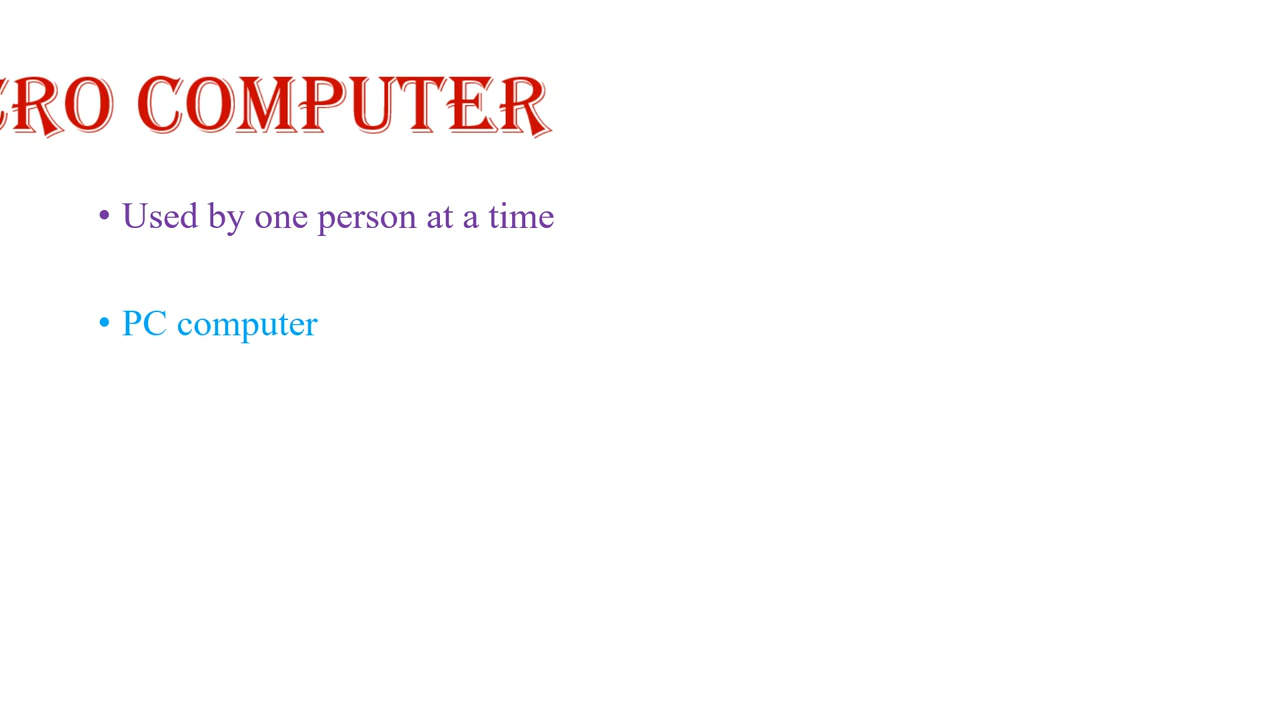 RO COMPUTER
• Used by one person at a time
• PC computer